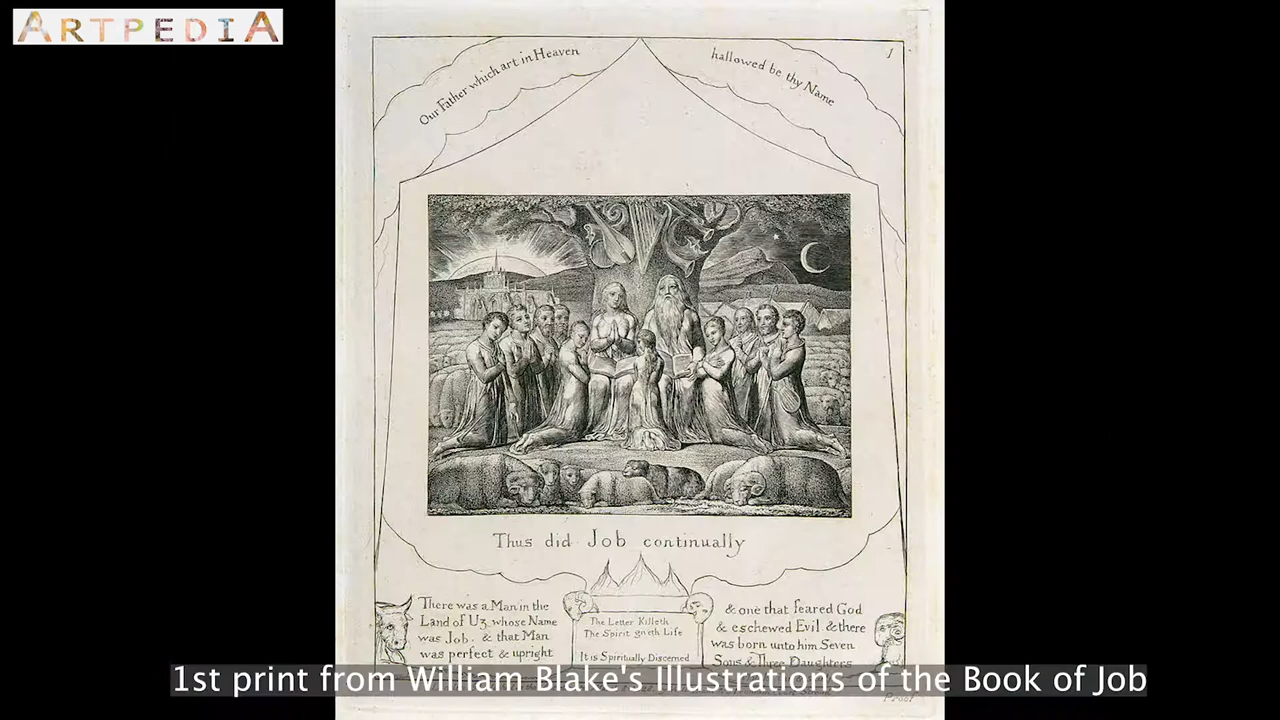 ARTPEDIA
1
Our Father which art in Heaven
hallowed be thy Name
Thus did Job continually
There was a Man in the
Land of Uz whose Name
was Job. & that Man
was perfect & upright
The Letter Killeth
The Spirit giveth Life
It is Spiritually Discerned
& one that feared God
& eschewed Evil & there
was born unto him Seven
Sons & Three Daughters
1st print from William Blake's Illustrations of the Book of Job
Proof